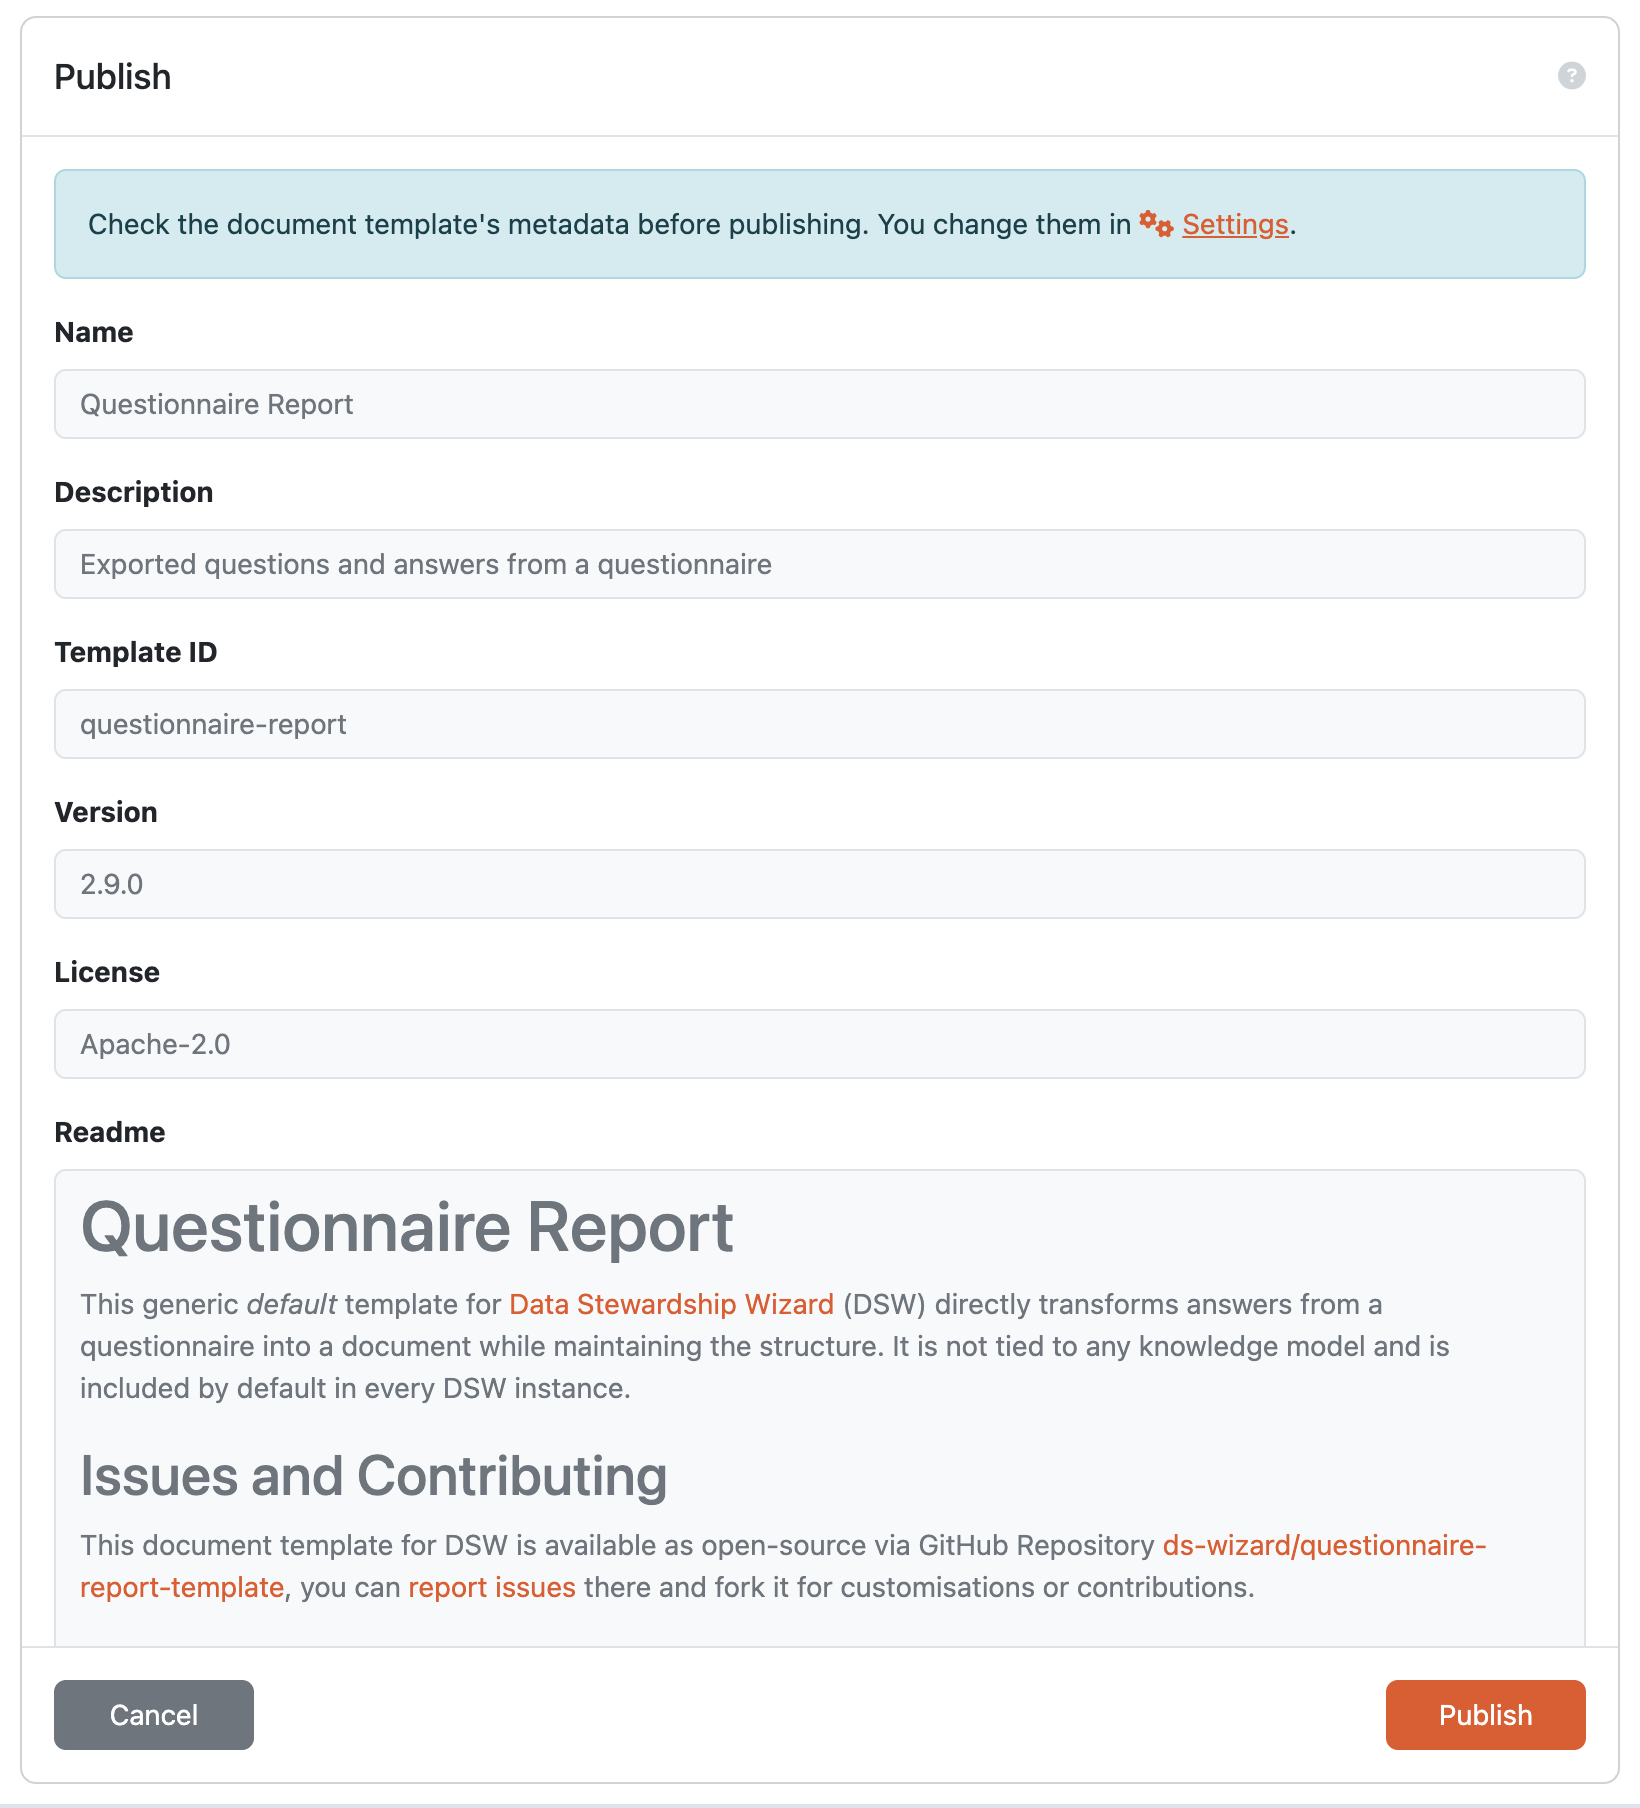 Publish
?
Check the document template's metadata before publishing. You change them in Settings.
Name
Questionnaire Report
Description
Exported questions and answers from a questionnaire
Template ID
questionnaire-report
Version
2.9.0
License
Apache-2.0
Readme
Questionnaire Report
This generic default template for Data Stewardship Wizard (DSW) directly transforms answers from a
questionnaire into a document while maintaining the structure. It is not tied to any knowledge model and is
included by default in every DSW instance.
Issues and Contributing
This document template for DSW is available as open-source via GitHub Repository ds-wizard/questionnaire-
report-template, you can report issues there and fork it for customisations or contributions.
Cancel
Publish